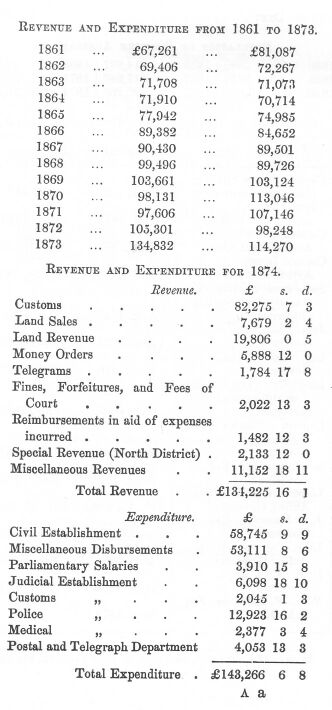 REVENUE AND EXPENDITURE FROM 1861 TO 1873.
1861 ... £67,261 ... £81,087
1862 ... 69,406 ... 72,267
1863 ... 71,708 ... 71,073
1864 ... 71,910 ... 70,714
1865 ... 77,942 ... 74,985
1866 ... 89,382 ... 84,652
1867 ... 90,430 ... 89,501
1868 ... 99,496 ... 89,726
1869 ... 103,661 ... 103,124
1870 ... 98,131 ... 113,046
1871 ... 97,606 ... 107,146
1872 ... 105,301 ... 98,248
1873 ... 134,832 ... 114,270
REVENUE AND EXPENDITURE FOR 1874.
Revenue. £ s. d.
Customs . . . . . 82,275 7 3
Land Sales . . . . . 7,679 2 4
Land Revenue . . . . 19,806 0 5
Money Orders . . . . 5,888 12 0
Telegrams . . . . . 1,784 17 8
Fines, Forfeitures, and Fees of
Court . . . . . 2,022 13 3
Reimbursements in aid of expenses
incurred . . . . . 1,482 12 3
Special Revenue (North District) . 2,133 12 0
Miscellaneous Revenues . . 11,152 18 11
Total Revenue . . £134,225 16 1
Expenditure. £ s. d.
Civil Establishment . . . 58,745 9 9
Miscellaneous Disbursements . 53,111 8 6
Parliamentary Salaries . . 3,910 15 8
Judicial Establishment . . 6,098 18 10
Customs „ . . . 2,045 1 3
Police „ . . . 12,923 16 2
Medical „ . . . 2,377 3 4
Postal and Telegraph Department 4,053 13 3
Total Expenditure . £143,266 6 8
A a